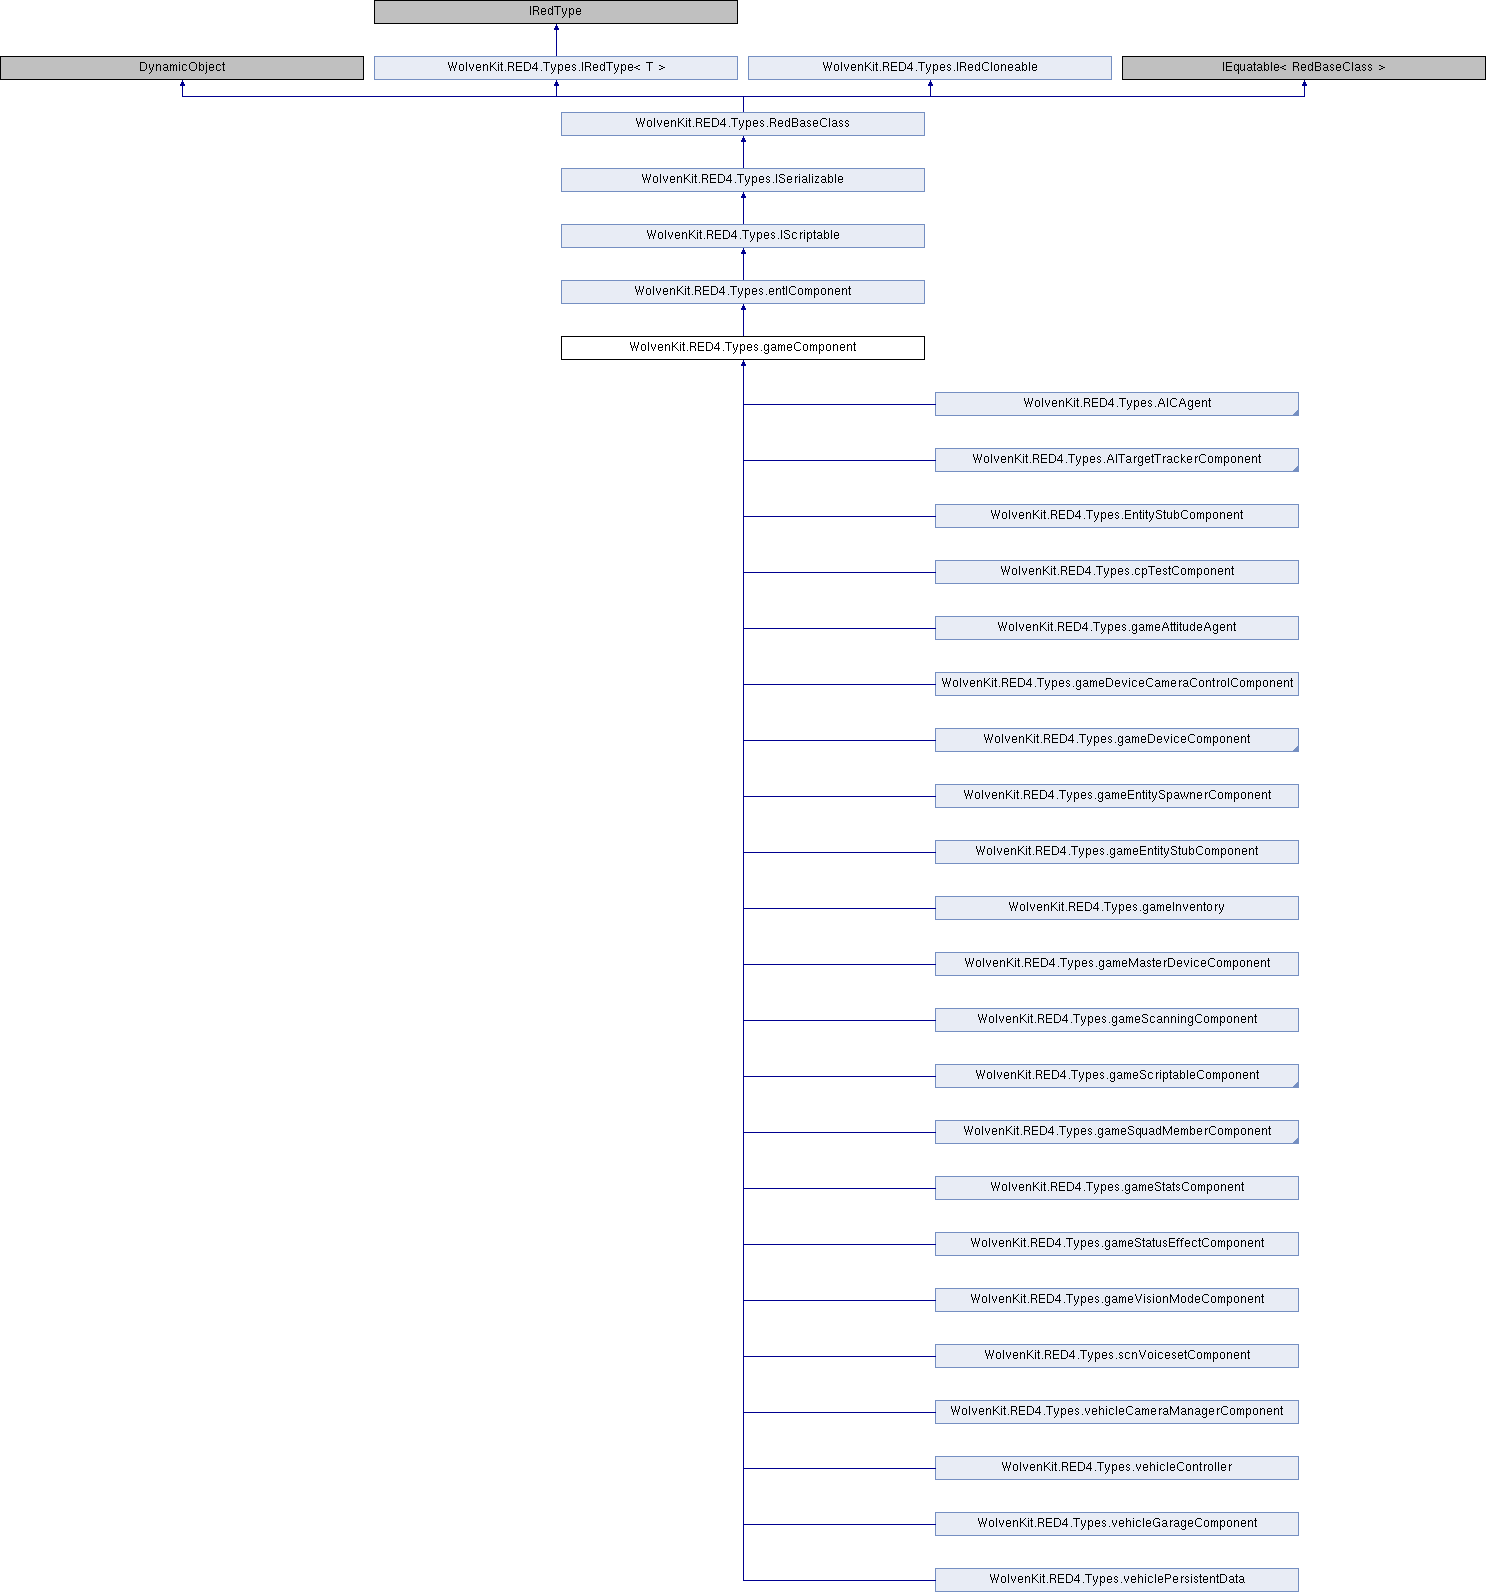 IRedType
DynamicObject
WolvenKit.RED4.Types.IRedType< T >
WolvenKit.RED4.Types.IRedCloneable
IEquatable< RedBaseClass >
WolvenKit.RED4.Types.RedBaseClass
WolvenKit.RED4.Types.ISerializable
WolvenKit.RED4.Types.IScriptable
WolvenKit.RED4.Types.entIComponent
WolvenKit.RED4.Types.gameComponent
WolvenKit.RED4.Types.AICAgent
WolvenKit.RED4.Types.AITargetTrackerComponent
WolvenKit.RED4.Types.EntityStubComponent
WolvenKit.RED4.Types.cpTestComponent
WolvenKit.RED4.Types.gameAttitudeAgent
WolvenKit.RED4.Types.gameDeviceCameraControlComponent
WolvenKit.RED4.Types.gameDeviceComponent
WolvenKit.RED4.Types.gameEntitySpawnerComponent
WolvenKit.RED4.Types.gameEntityStubComponent
WolvenKit.RED4.Types.gameInventory
WolvenKit.RED4.Types.gameMasterDeviceComponent
WolvenKit.RED4.Types.gameScanningComponent
WolvenKit.RED4.Types.gameScriptableComponent
WolvenKit.RED4.Types.gameSquadMemberComponent
WolvenKit.RED4.Types.gameStatsComponent
WolvenKit.RED4.Types.gameStatusEffectComponent
WolvenKit.RED4.Types.gameVisionModeComponent
WolvenKit.RED4.Types.scnVoicesetComponent
WolvenKit.RED4.Types.vehicleCameraManagerComponent
WolvenKit.RED4.Types.vehicleController
WolvenKit.RED4.Types.vehicleGarageComponent
WolvenKit.RED4.Types.vehiclePersistentData